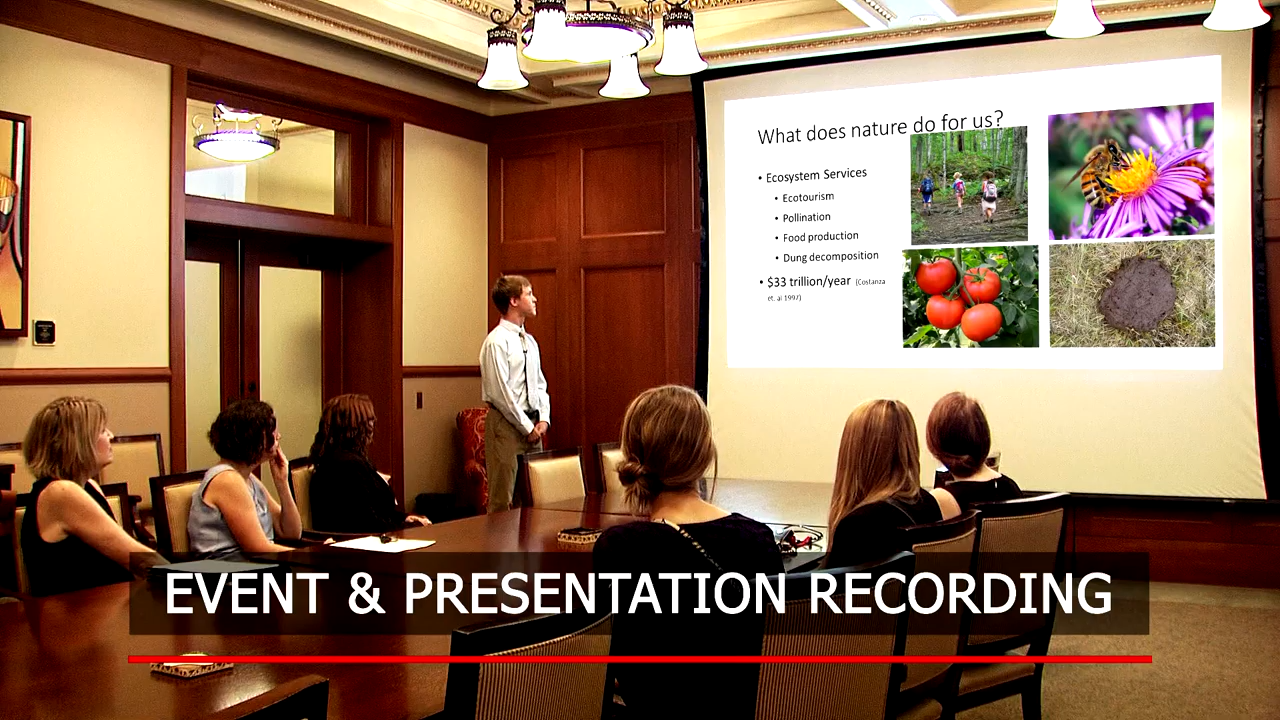 What does nature do for us?
• Ecosystem Services
• Ecotourism
• Pollination
• Food production
• Dung decomposition
• $33 trillion/year (Costanza
et. al 1997)
EVENT & PRESENTATION RECORDING